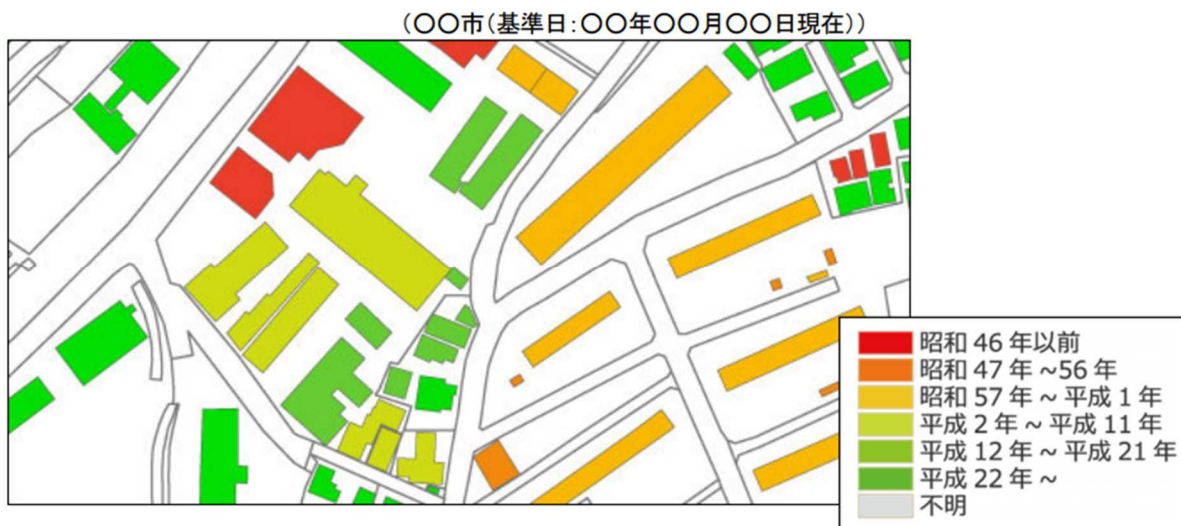 (〇〇市(基準日:〇〇年〇〇月〇〇日現在))
昭和 46 年以前
昭和 47 年 ~56 年
昭和 57 年 ~ 平成 1 年
平成 2 年 ~ 平成 11 年
平成 12 年 ~ 平成 21 年
平成 22 年 ~
不明